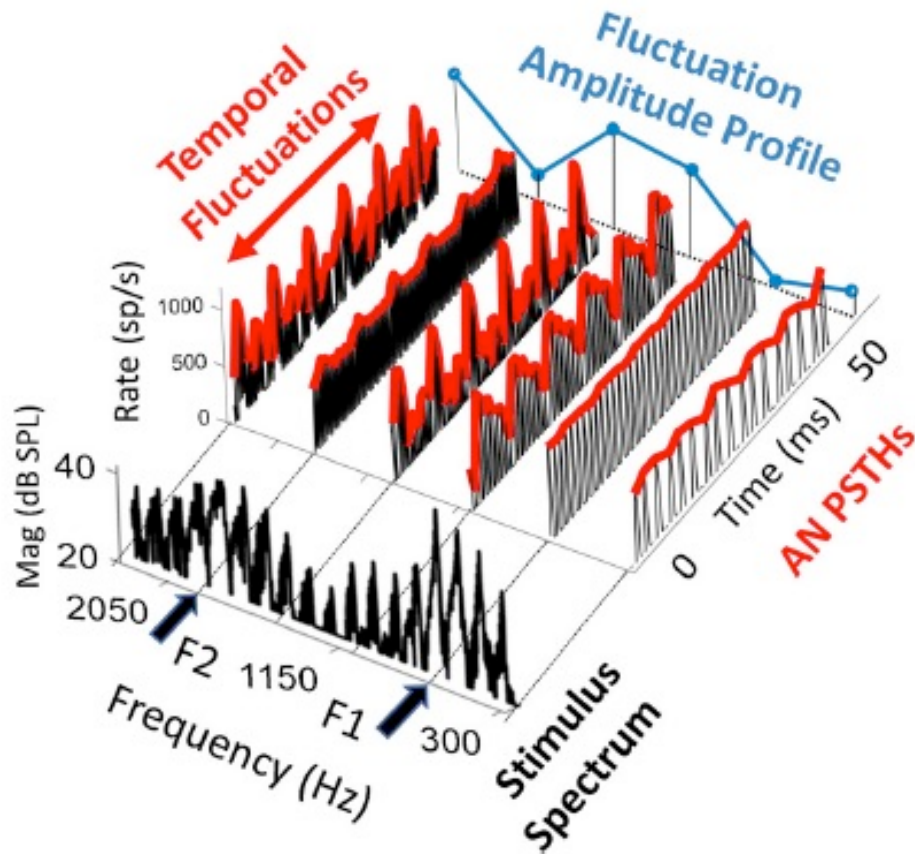 Fluctuation
Amplitude Profile
Temporal
Fluctuations
1000
500
0
Rate (sp/s)
50
Time (ms)
0
AN PSTHs
40
20
Mag (dB SPL)
2050
F2
1150
F1
300
Frequency (Hz)
Stimulus
Spectrum